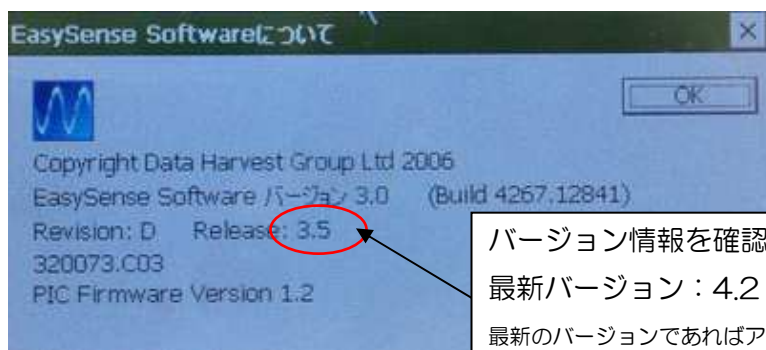 EasySense Softwareについて
OK
Copyright Data Harvest Group Ltd 2006
EasySense Software バージョン 3.0 (Build 4267.12841)
Revision: D Release: 3.5
320073.C03
PIC Firmware Version 1.2
バージョン情報を確認
最新バージョン：4.2
最新のバージョンであればア